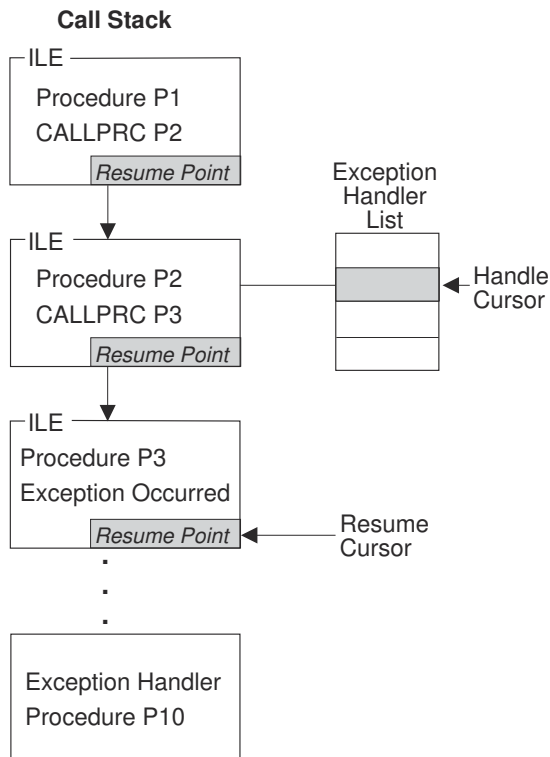 Call Stack
ILE
Procedure P1
CALLPRC P2
Resume Point
Exception
Handler
List
ILE
Procedure P2
CALLPRC P3
Resume Point
Handle
Cursor
ILE
Procedure P3
Exception Occurred
Resume Point
Resume
Cursor
Exception Handler
Procedure P10